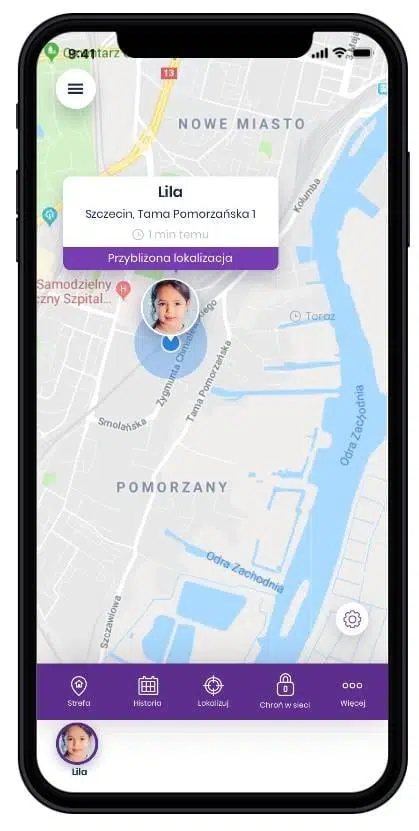 9:41
13
3 Maja
NOWE MIASTO
Kolumba
Lila
Szczecin, Tama Pomorzańska 1
1 min temu
Przybliżona lokalizacja
Samodzielny
czny Szpital...
H
Teraz
Zygmunta Chmielewskiego
Tama Pomorzańska
Smolańska
Odra Zachodnia
POMORZANY
Odra Zachodnia
Szczawiowa
Strefa
Historia
Lokalizuj
Chroń w sieci
Więcej
Lila